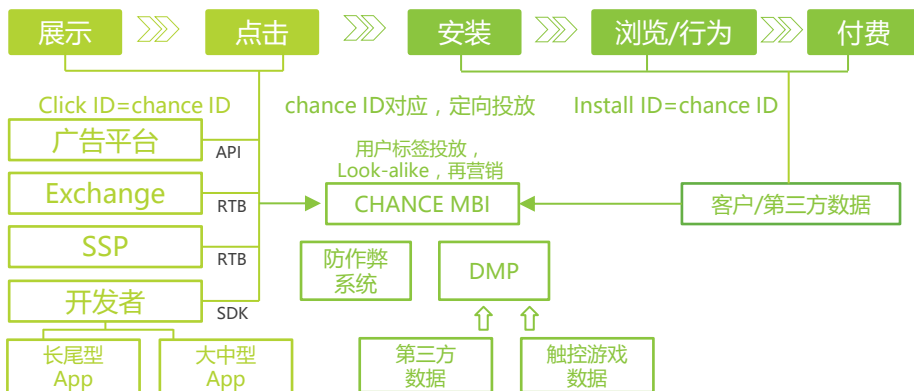 展示
点击
安装
浏览/行为
付费
Click ID=chance ID
chance ID对应，定向投放
Install ID=chance ID
广告平台
API
用户标签投放，
Look-alike，再营销
Exchange
RTB
CHANCE MBI
客户/第三方数据
SSP
RTB
防作弊
系统
DMP
开发者
SDK
长尾型
App
大中型
App
第三方
数据
触控游戏
数据